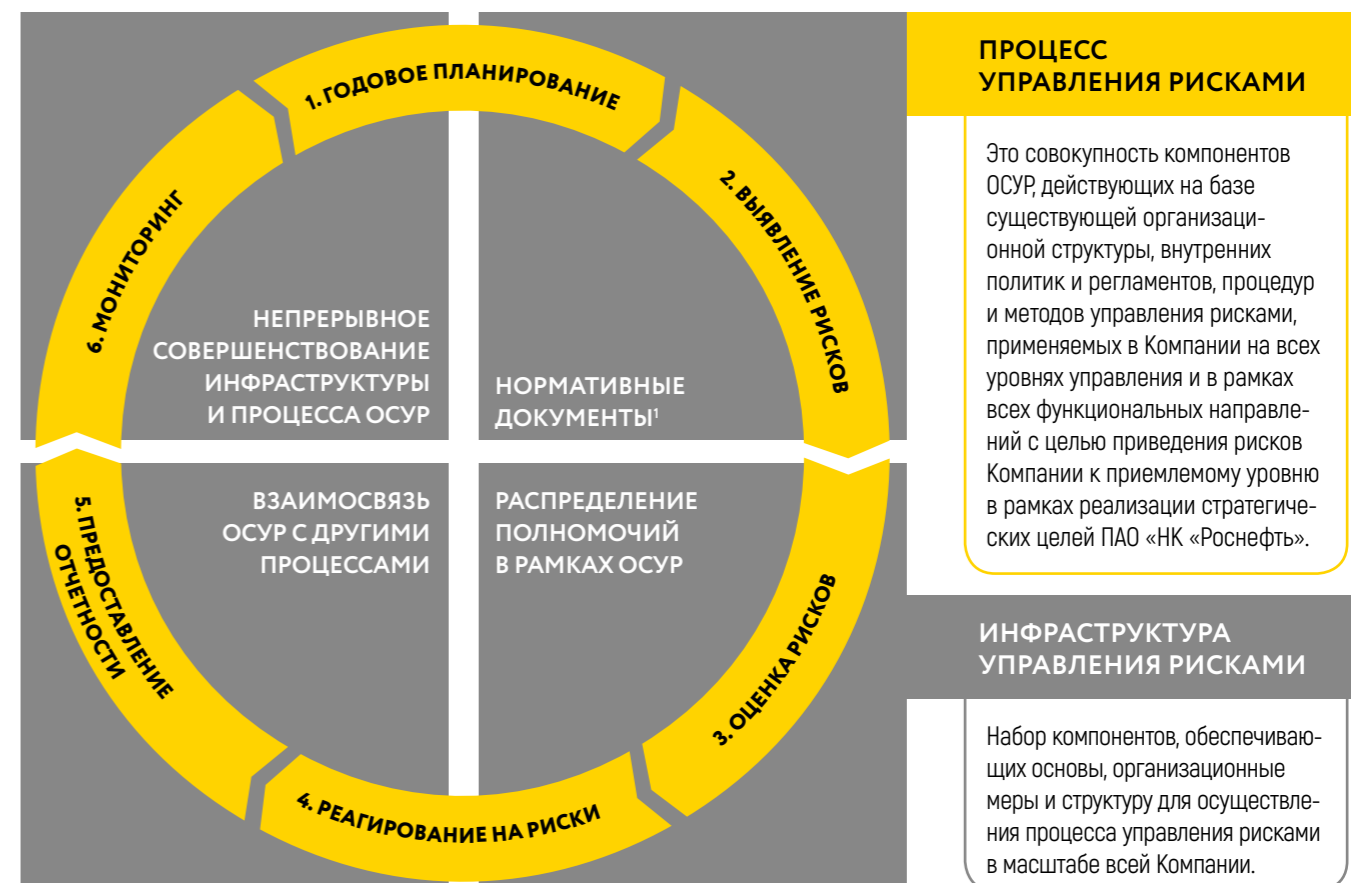 1. ГОДОВОЕ ПЛАНИРОВАНИЕ
2. ВЫЯВЛЕНИЕ РИСКОВ
3. ОЦЕНКА РИСКОВ
4. РЕАГИРОВАНИЕ НА РИСКИ
5. ПРЕДОСТАВЛЕНИЕ
ОТЧЕТНОСТИ
6. МОНИТОРИНГ
НЕПРЕРЫВНОЕ
СОВЕРШЕНСТВОВАНИЕ
ИНФРАСТРУКТУРЫ
И ПРОЦЕССА ОСУР
НОРМАТИВНЫЕ
ДОКУМЕНТЫ¹
ВЗАИМОСВЯЗЬ
ОСУР С ДРУГИМИ
ПРОЦЕССАМИ
РАСПРЕДЕЛЕНИЕ
ПОЛНОМОЧИЙ
В РАМКАХ ОСУР
ПРОЦЕСС
УПРАВЛЕНИЯ РИСКАМИ
Это совокупность компонентов
ОСУР, действующих на базе
существующей организаци-
онной структуры, внутренних
политик и регламентов, процедур
и методов управления рисками,
применяемых в Компании на всех
уровнях управления и в рамках
всех функциональных направле-
ний с целью приведения рисков
Компании к приемлемому уровню
в рамках реализации стратегиче-
ских целей ПАО «НК «Роснефть».
ИНФРАСТРУКТУРА
УПРАВЛЕНИЯ РИСКАМИ
Набор компонентов, обеспечиваю-
щих основы, организационные
меры и структуру для осуществле-
ния процесса управления рисками
в масштабе всей Компании.